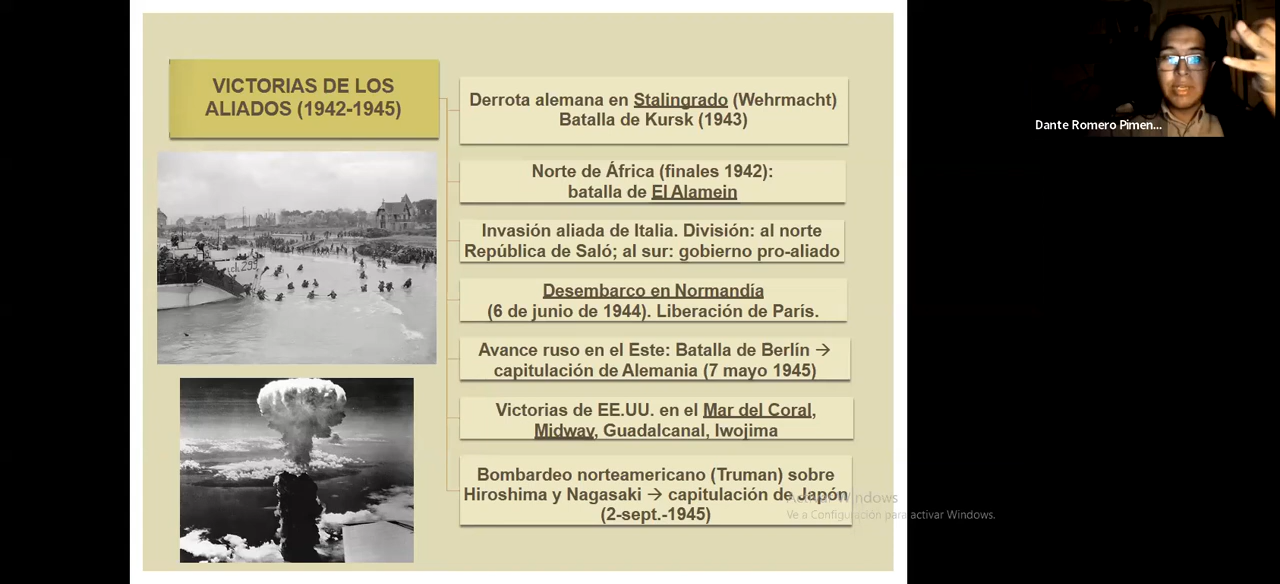 VICTORIAS DE LOS
ALIADOS (1942-1945)
Derrota alemana en Stalingrado (Wehrmacht)
Batalla de Kursk (1943)
Norte de África (finales 1942):
batalla de El Alamein
Invasión aliada de Italia. División: al norte
República de Saló; al sur: gobierno pro-aliado
Desembarco en Normandía
(6 de junio de 1944). Liberación de París.
Avance ruso en el Este: Batalla de Berlín →
capitulación de Alemania (7 mayo 1945)
Victorias de EE.UU. en el Mar del Coral,
Midway, Guadalcanal, Iwojima
Bombardeo norteamericano (Truman) sobre
Hiroshima y Nagasaki → capitulación de Japón
(2-sept.-1945)
Activar Windows
Ve a Configuración para activar Windows.
Dante Romero Pimen...